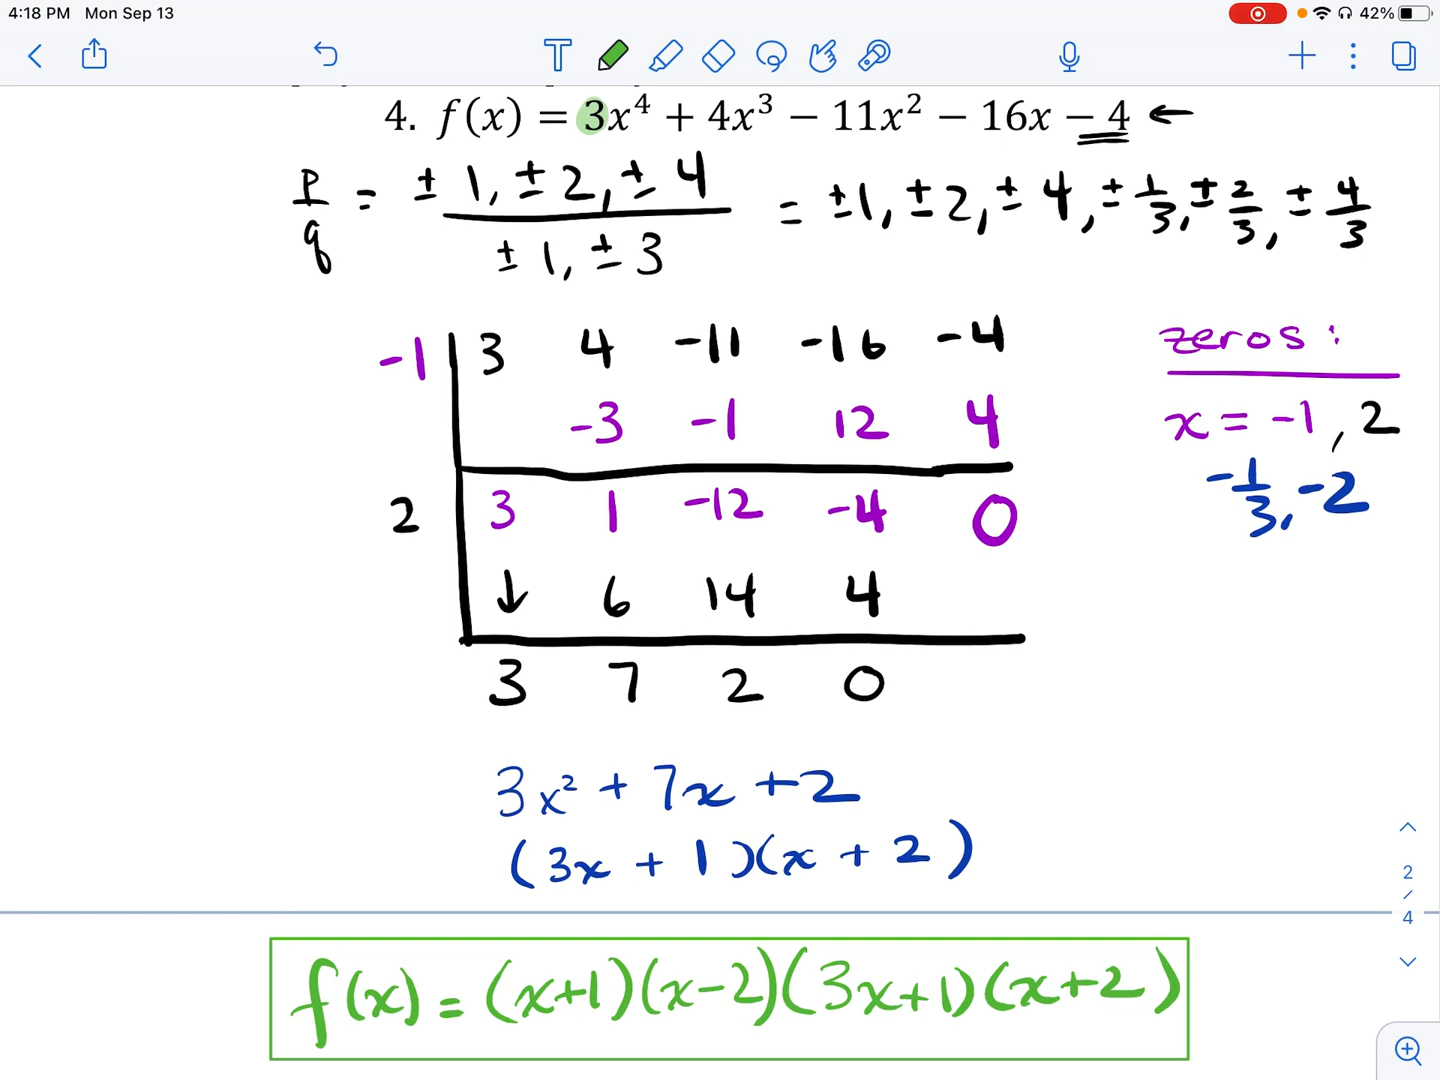 4:18 PM Mon Sep 13 42%
T
4. f(x) = 3x⁴ + 4x³ − 11x² − 16x − 4 ←
p/q = ± 1, ± 2, ± 4 / ± 1, ± 3 = ±1, ± 2, ± 4, ± 1/3, ± 2/3, ± 4/3
-1 | 3 4 -11 -16 -4
-3 -1 12 4
2 | 3 1 -12 -4 0
↓ 6 14 4
3 7 2 0
zeros:
x = -1, 2
-1/3, -2
3x² + 7x + 2
(3x + 1)(x + 2)
2
/
4
f(x) = (x+1)(x-2)(3x+1)(x+2)